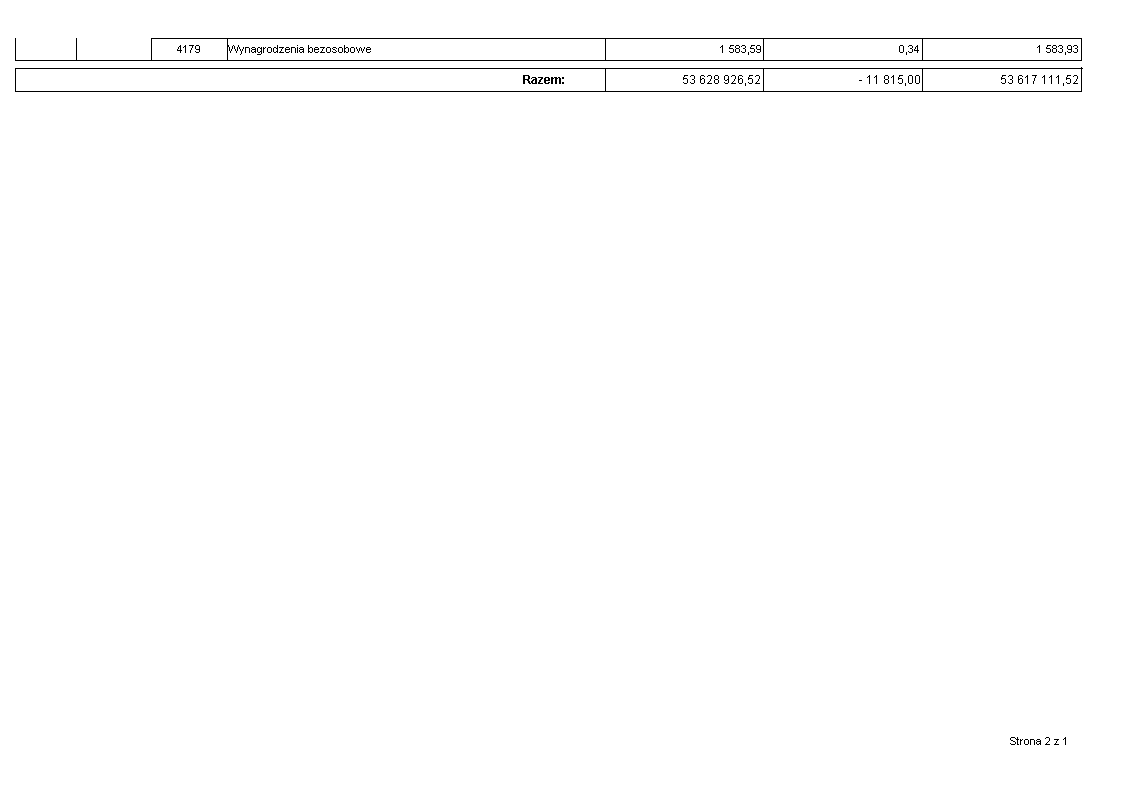 4179 Wynagrodzenia bezosobowe 1 583,59 0,34 1 583,93
Razem: 53 628 926,52 - 11 815,00 53 617 111,52
Strona 2 z 1